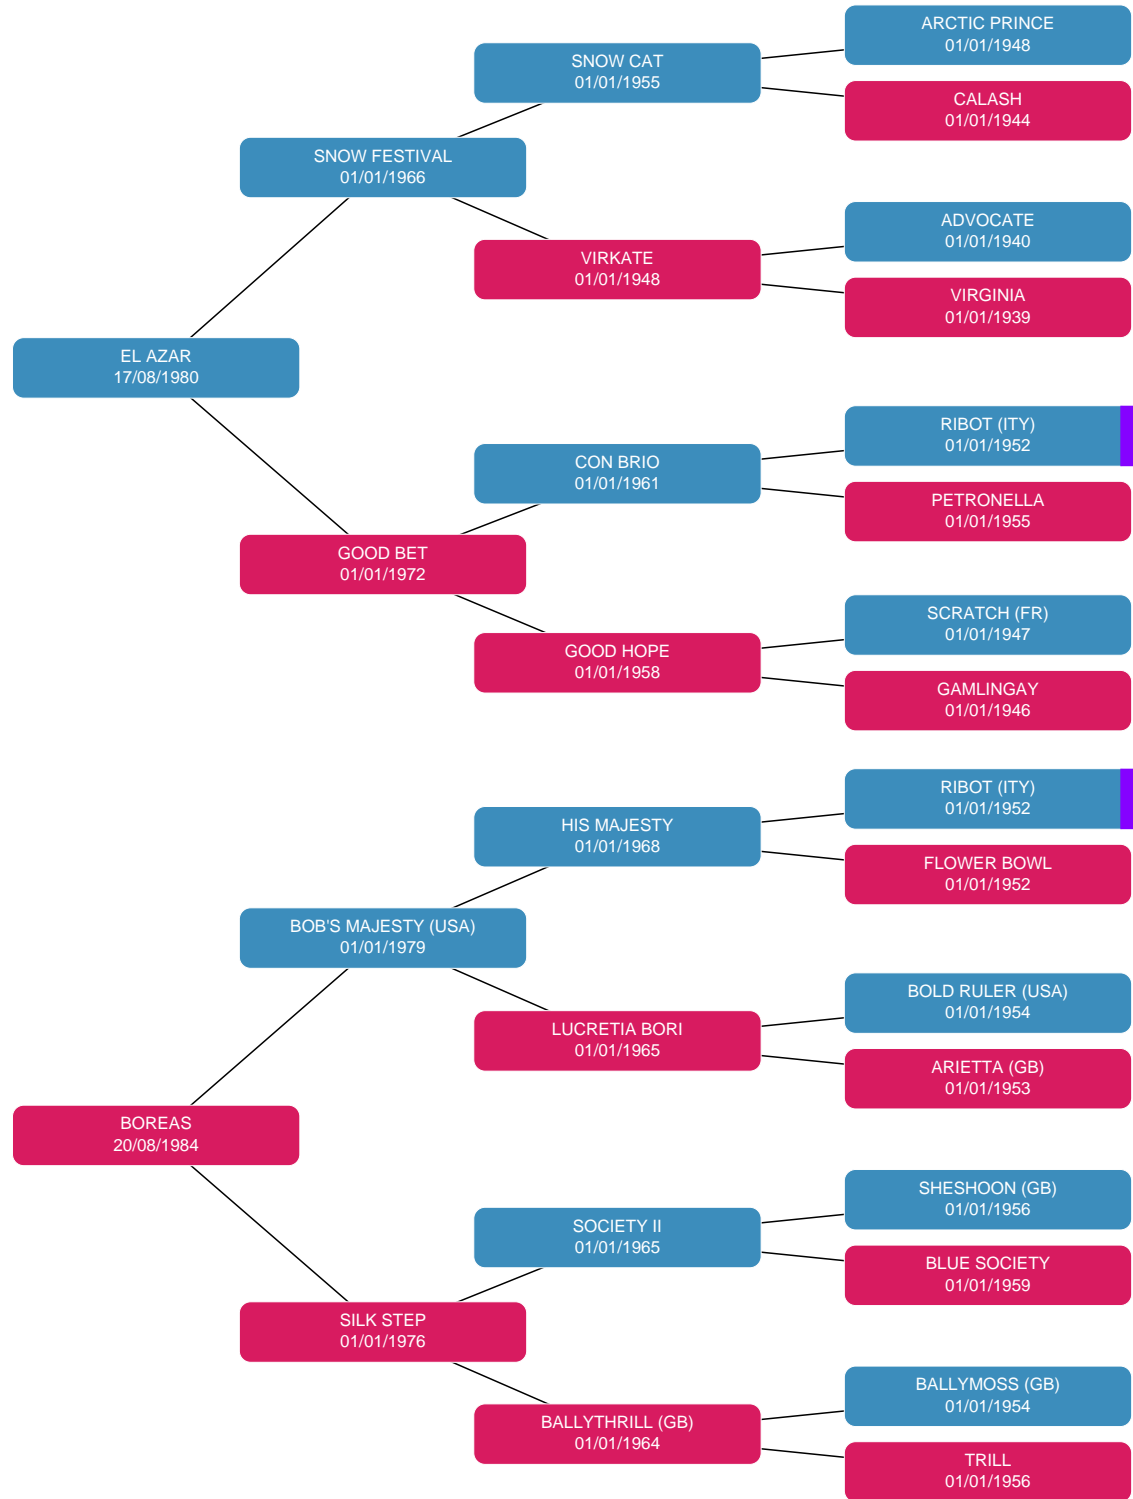 ARCTIC PRINCE
01/01/1948
SNOW CAT
01/01/1955
CALASH
01/01/1944
SNOW FESTIVAL
01/01/1966
ADVOCATE
01/01/1940
VIRKATE
01/01/1948
VIRGINIA
01/01/1939
EL AZAR
17/08/1980
RIBOT (ITY)
01/01/1952
CON BRIO
01/01/1961
PETRONELLA
01/01/1955
GOOD BET
01/01/1972
SCRATCH (FR)
01/01/1947
GOOD HOPE
01/01/1958
GAMLINGAY
01/01/1946
RIBOT (ITY)
01/01/1952
HIS MAJESTY
01/01/1968
FLOWER BOWL
01/01/1952
BOB'S MAJESTY (USA)
01/01/1979
BOLD RULER (USA)
01/01/1954
LUCRETIA BORI
01/01/1965
ARIETTA (GB)
01/01/1953
BOREAS
20/08/1984
SHESHOON (GB)
01/01/1956
SOCIETY II
01/01/1965
BLUE SOCIETY
01/01/1959
SILK STEP
01/01/1976
BALLYMOSS (GB)
01/01/1954
BALLYTHRILL (GB)
01/01/1964
TRILL
01/01/1956